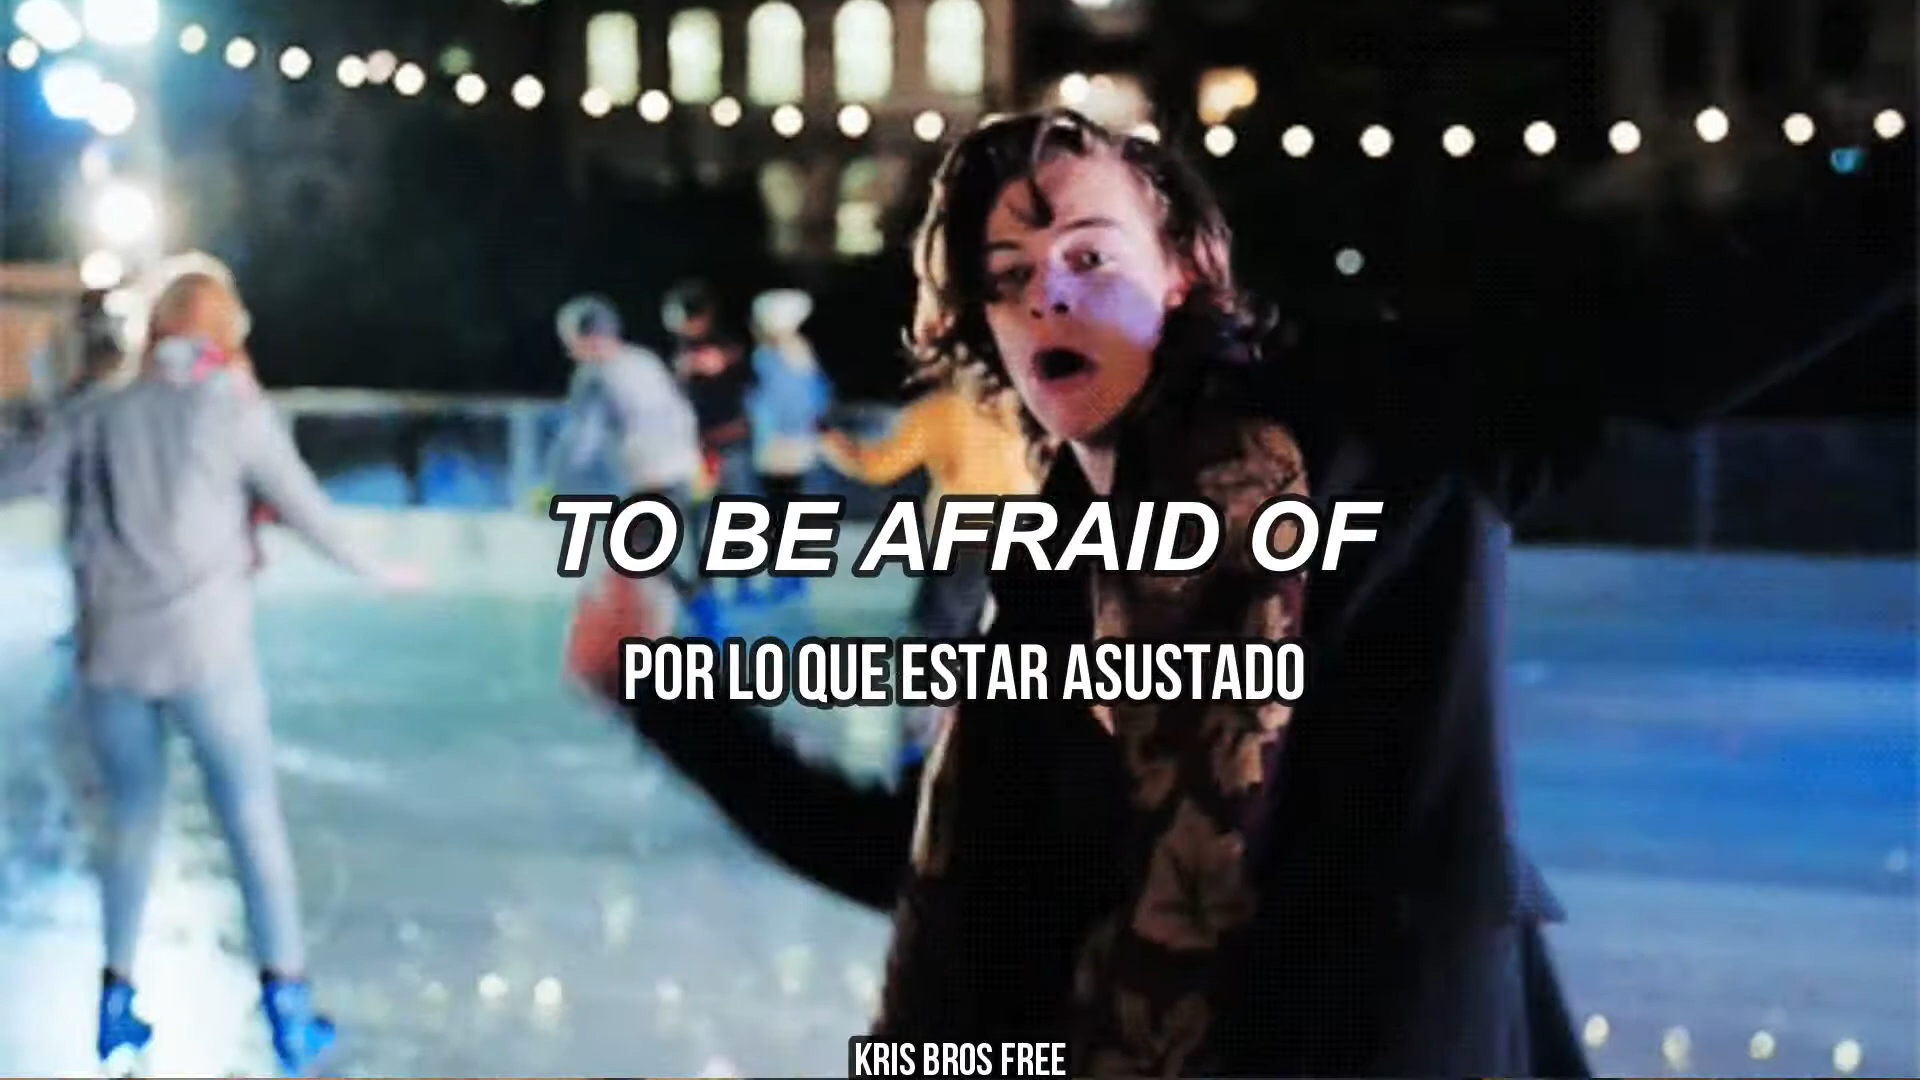 TO BE AFRAID OF
POR LO QUE ESTAR ASUSTADO
KRIS BROS FREE